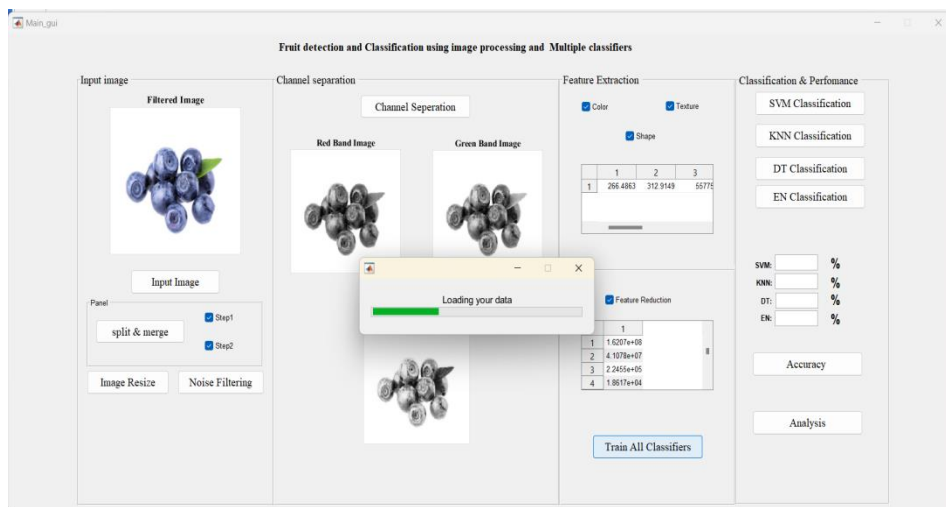 Main_gui
Fruit detection and Classification using image processing and Multiple classifiers
Input image
Filtered Image
Input Image
Panel
split & merge
Step1
Step2
Image Resize
Noise Filtering
Channel separation
Channel Seperation
Red Band Image
Green Band Image
Loading your data
Feature Extraction
Color
Texture
Shape
1 2 3
1 266.4863 312.9149 55775
Feature Reduction
1
1 1.6207e+08
2 4.1078e+07
3 2.2455e+05
4 1.8617e+04
Train All Classifiers
Classification & Perfomance
SVM Classification
KNN Classification
DT Classification
EN Classification
SVM: %
KNN: %
DT: %
EN: %
Accuracy
Analysis